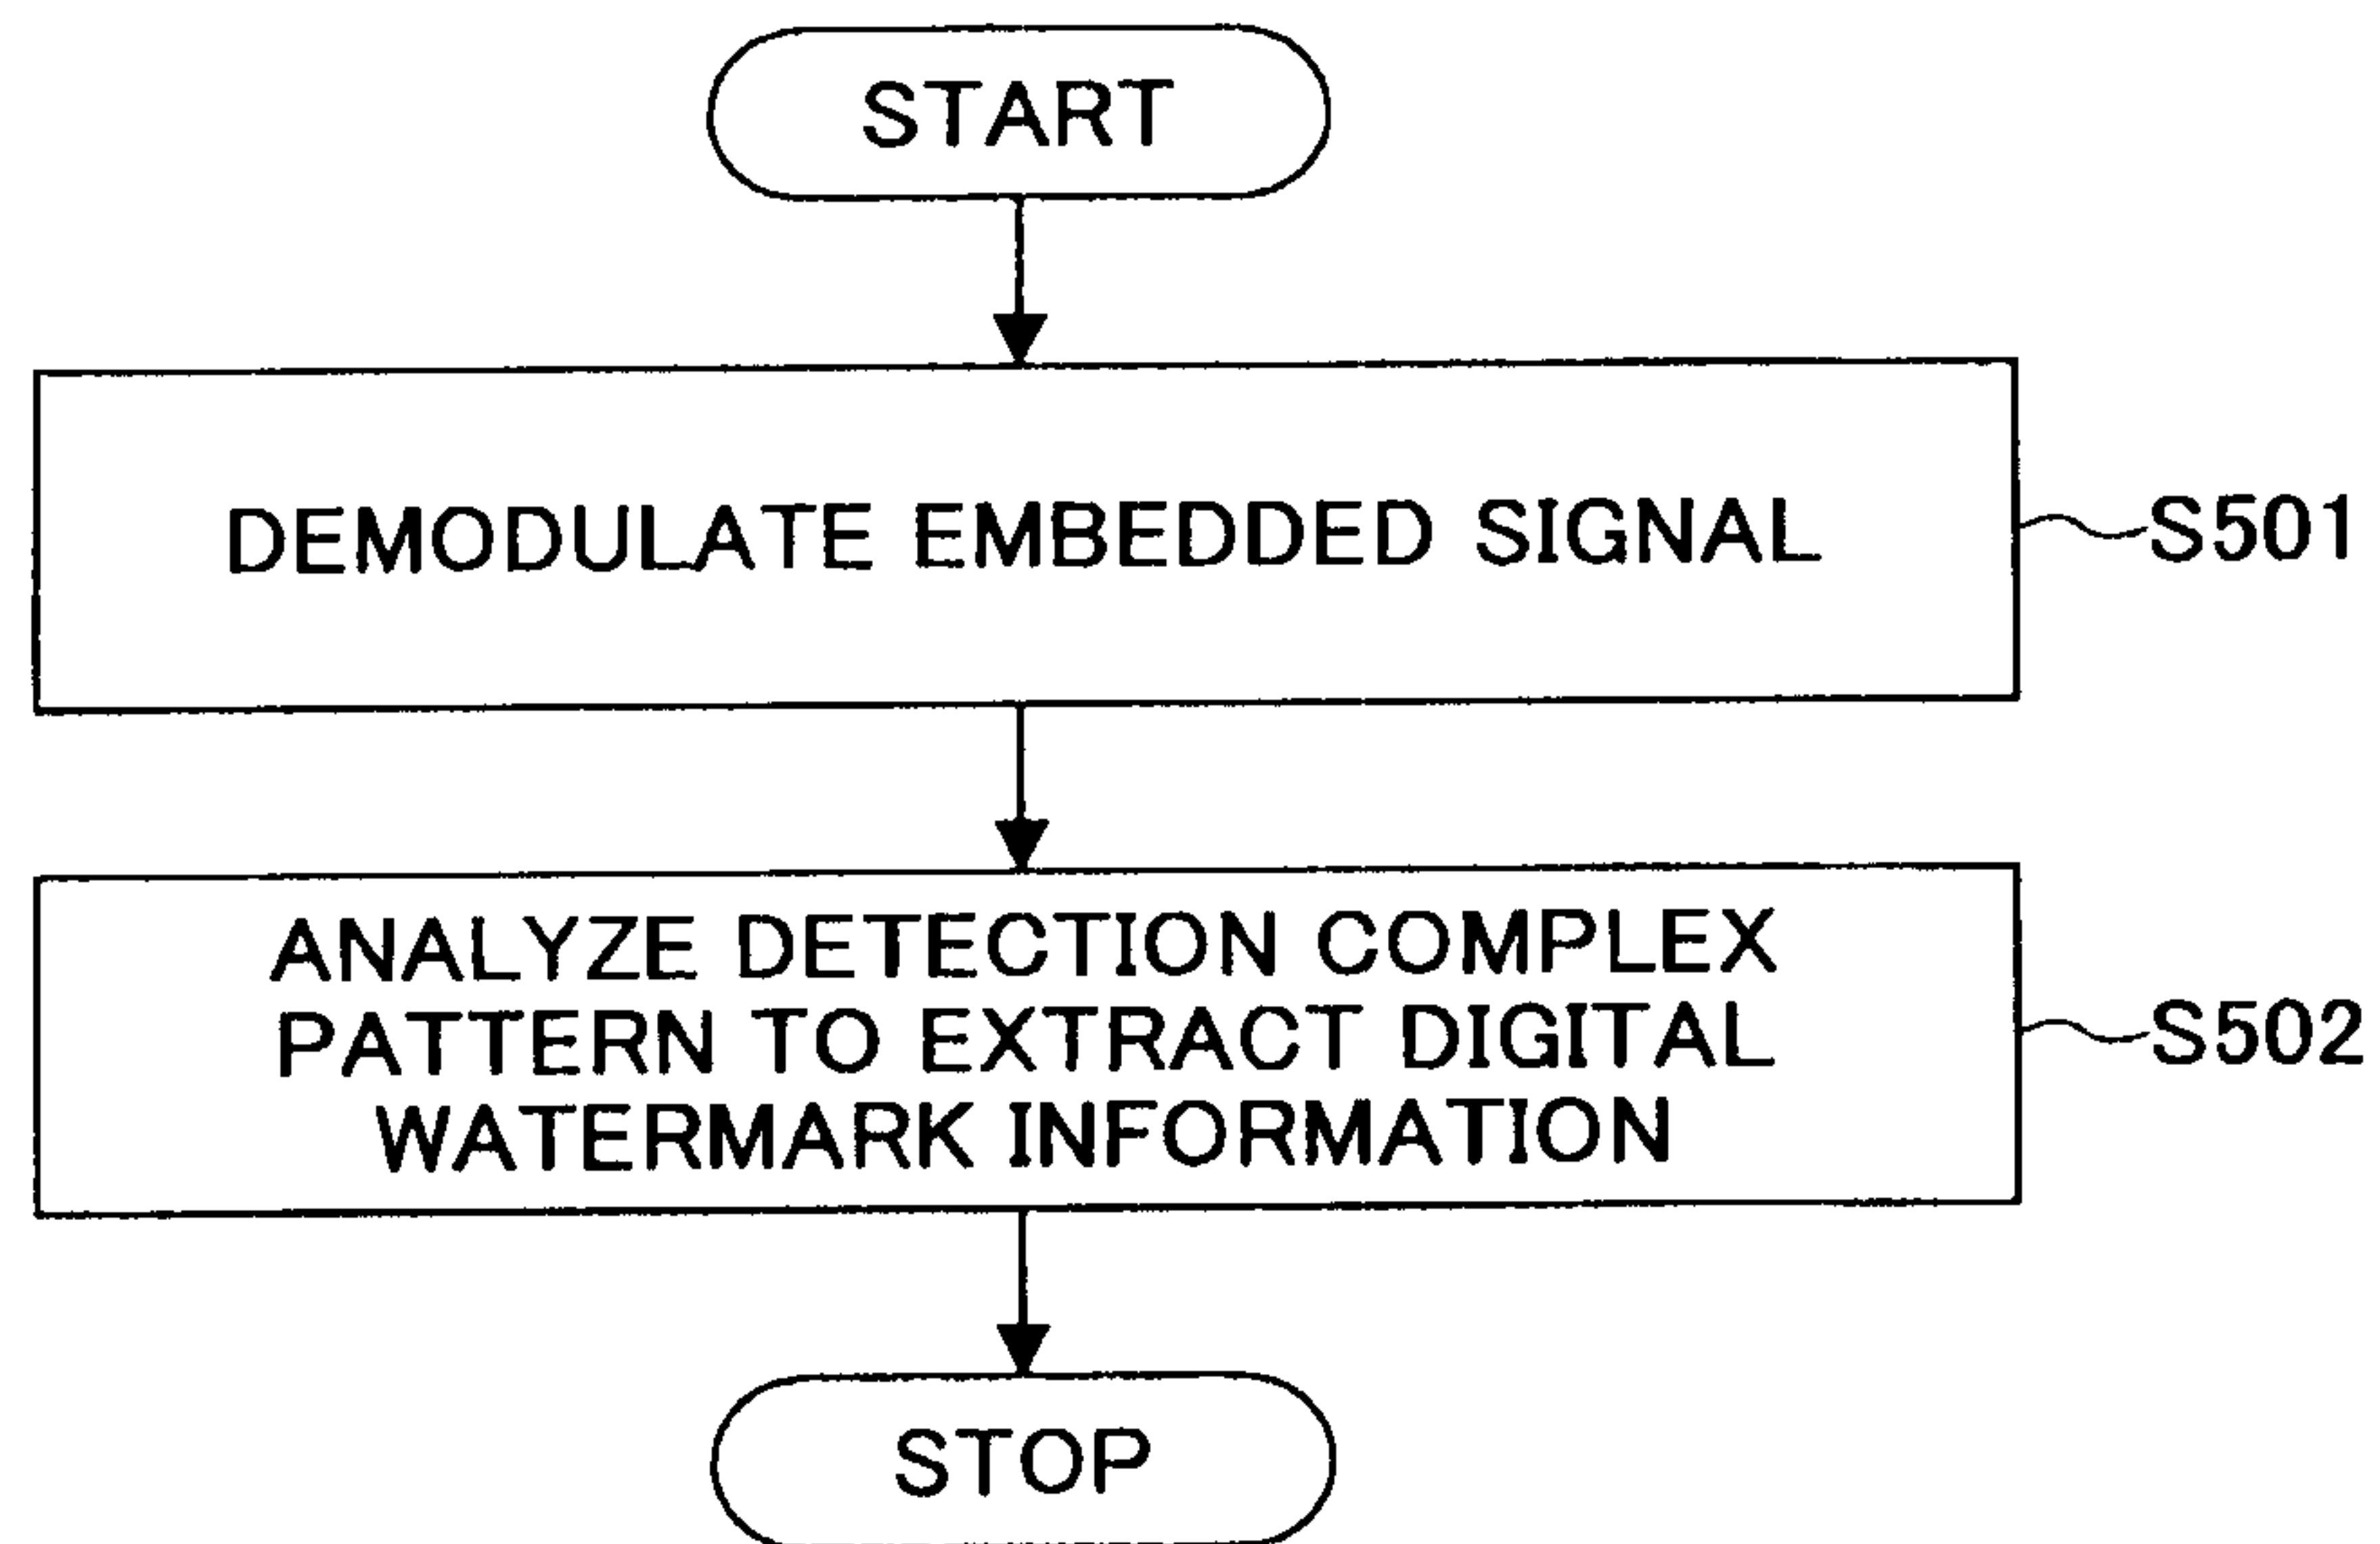 START
DEMODULATE EMBEDDED SIGNAL
S501
ANALYZE DETECTION COMPLEX
PATTERN TO EXTRACT DIGITAL
WATERMARK INFORMATION
S502
STOP